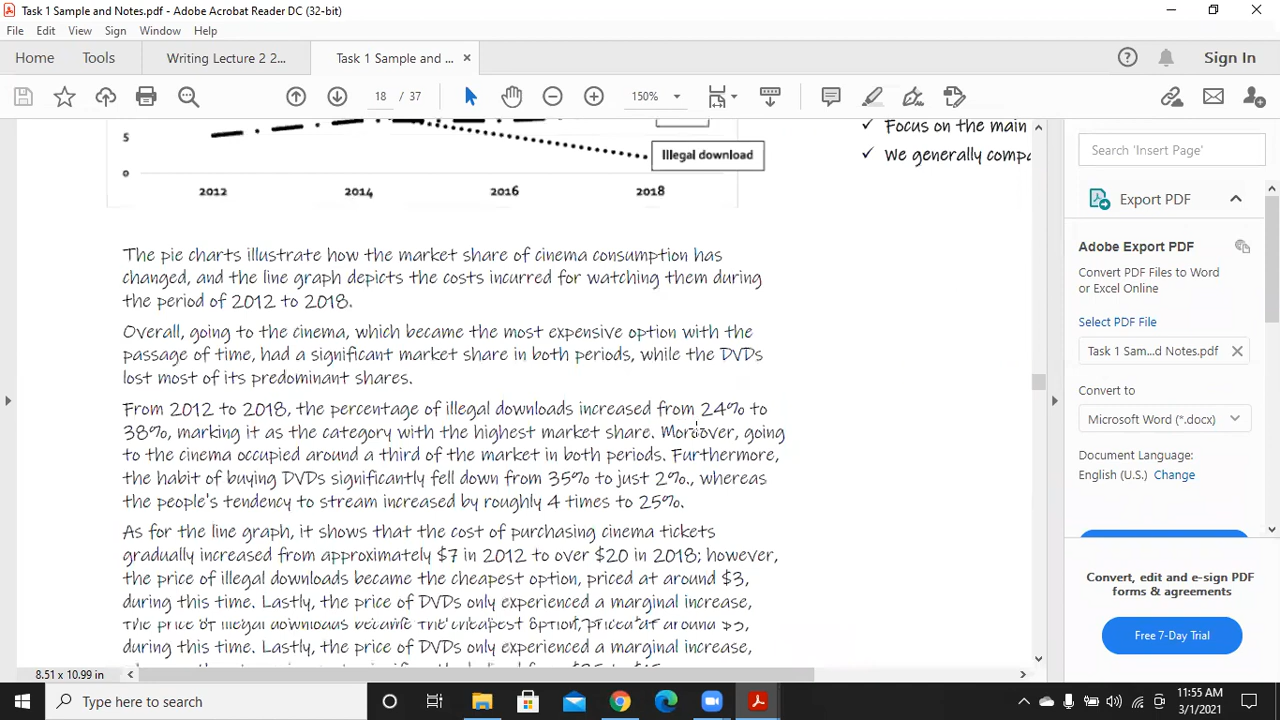 Task 1 Sample and Notes.pdf - Adobe Acrobat Reader DC (32-bit)
File Edit View Sign Window Help
Home Tools Writing Lecture 2 2... Task 1 Sample and ... × Sign In
18 / 37 150%
5
0
Illegal download
2012 2014 2016 2018
✓ Focus on the main
✓ We generally compa
The pie charts illustrate how the market share of cinema consumption has
changed, and the line graph depicts the costs incurred for watching them during
the period of 2012 to 2018.
Overall, going to the cinema, which became the most expensive option with the
passage of time, had a significant market share in both periods, while the DVDs
lost most of its predominant shares.
From 2012 to 2018, the percentage of illegal downloads increased from 24% to
38%, marking it as the category with the highest market share. Moreover, going
to the cinema occupied around a third of the market in both periods. Furthermore,
the habit of buying DVDs significantly fell down from 35% to just 2%., whereas
the people's tendency to stream increased by roughly 4 times to 25%.
As for the line graph, it shows that the cost of purchasing cinema tickets
gradually increased from approximately $7 in 2012 to over $20 in 2018; however,
the price of illegal downloads became the cheapest option, priced at around $3,
during this time. Lastly, the price of DVDs only experienced a marginal increase,
the price of illegal downloads became the cheapest option, priced at around $3,
during this time. Lastly, the price of DVDs only experienced a marginal increase,
8.51 x 10.99 in
Search 'Insert Page'
Export PDF
Adobe Export PDF
Convert PDF Files to Word
or Excel Online
Select PDF File
Task 1 Sam...d Notes.pdf
Convert to
Microsoft Word (*.docx)
Document Language:
English (U.S.) Change
Convert, edit and e-sign PDF
forms & agreements
Free 7-Day Trial
Type here to search
11:55 AM
3/1/2021